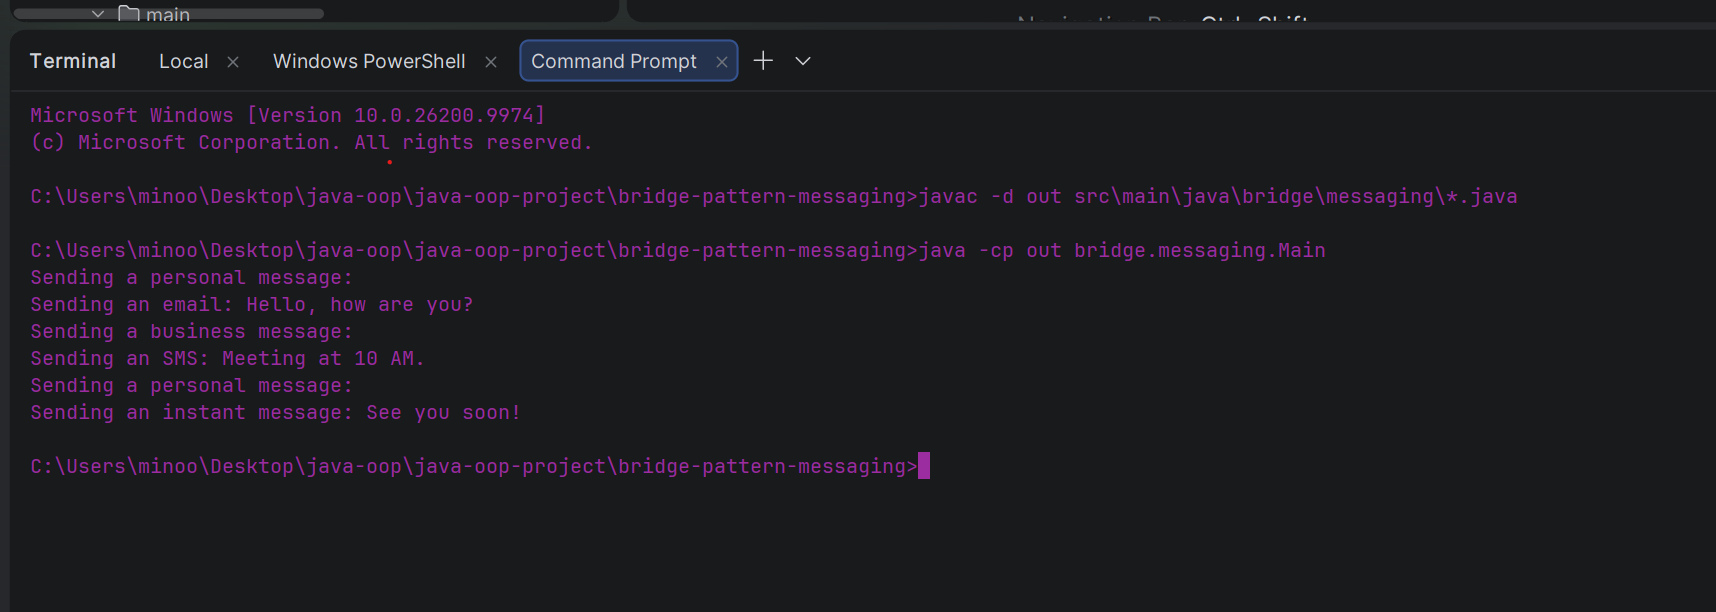 main
Terminal Local Windows PowerShell Command Prompt
Microsoft Windows [Version 10.0.26200.9974]
(c) Microsoft Corporation. All rights reserved.
C:\Users\minoo\Desktop\java-oop\java-oop-project\bridge-pattern-messaging>javac -d out src\main\java\bridge\messaging\*.java
C:\Users\minoo\Desktop\java-oop\java-oop-project\bridge-pattern-messaging>java -cp out bridge.messaging.Main
Sending a personal message:
Sending an email: Hello, how are you?
Sending a business message:
Sending an SMS: Meeting at 10 AM.
Sending a personal message:
Sending an instant message: See you soon!
C:\Users\minoo\Desktop\java-oop\java-oop-project\bridge-pattern-messaging>